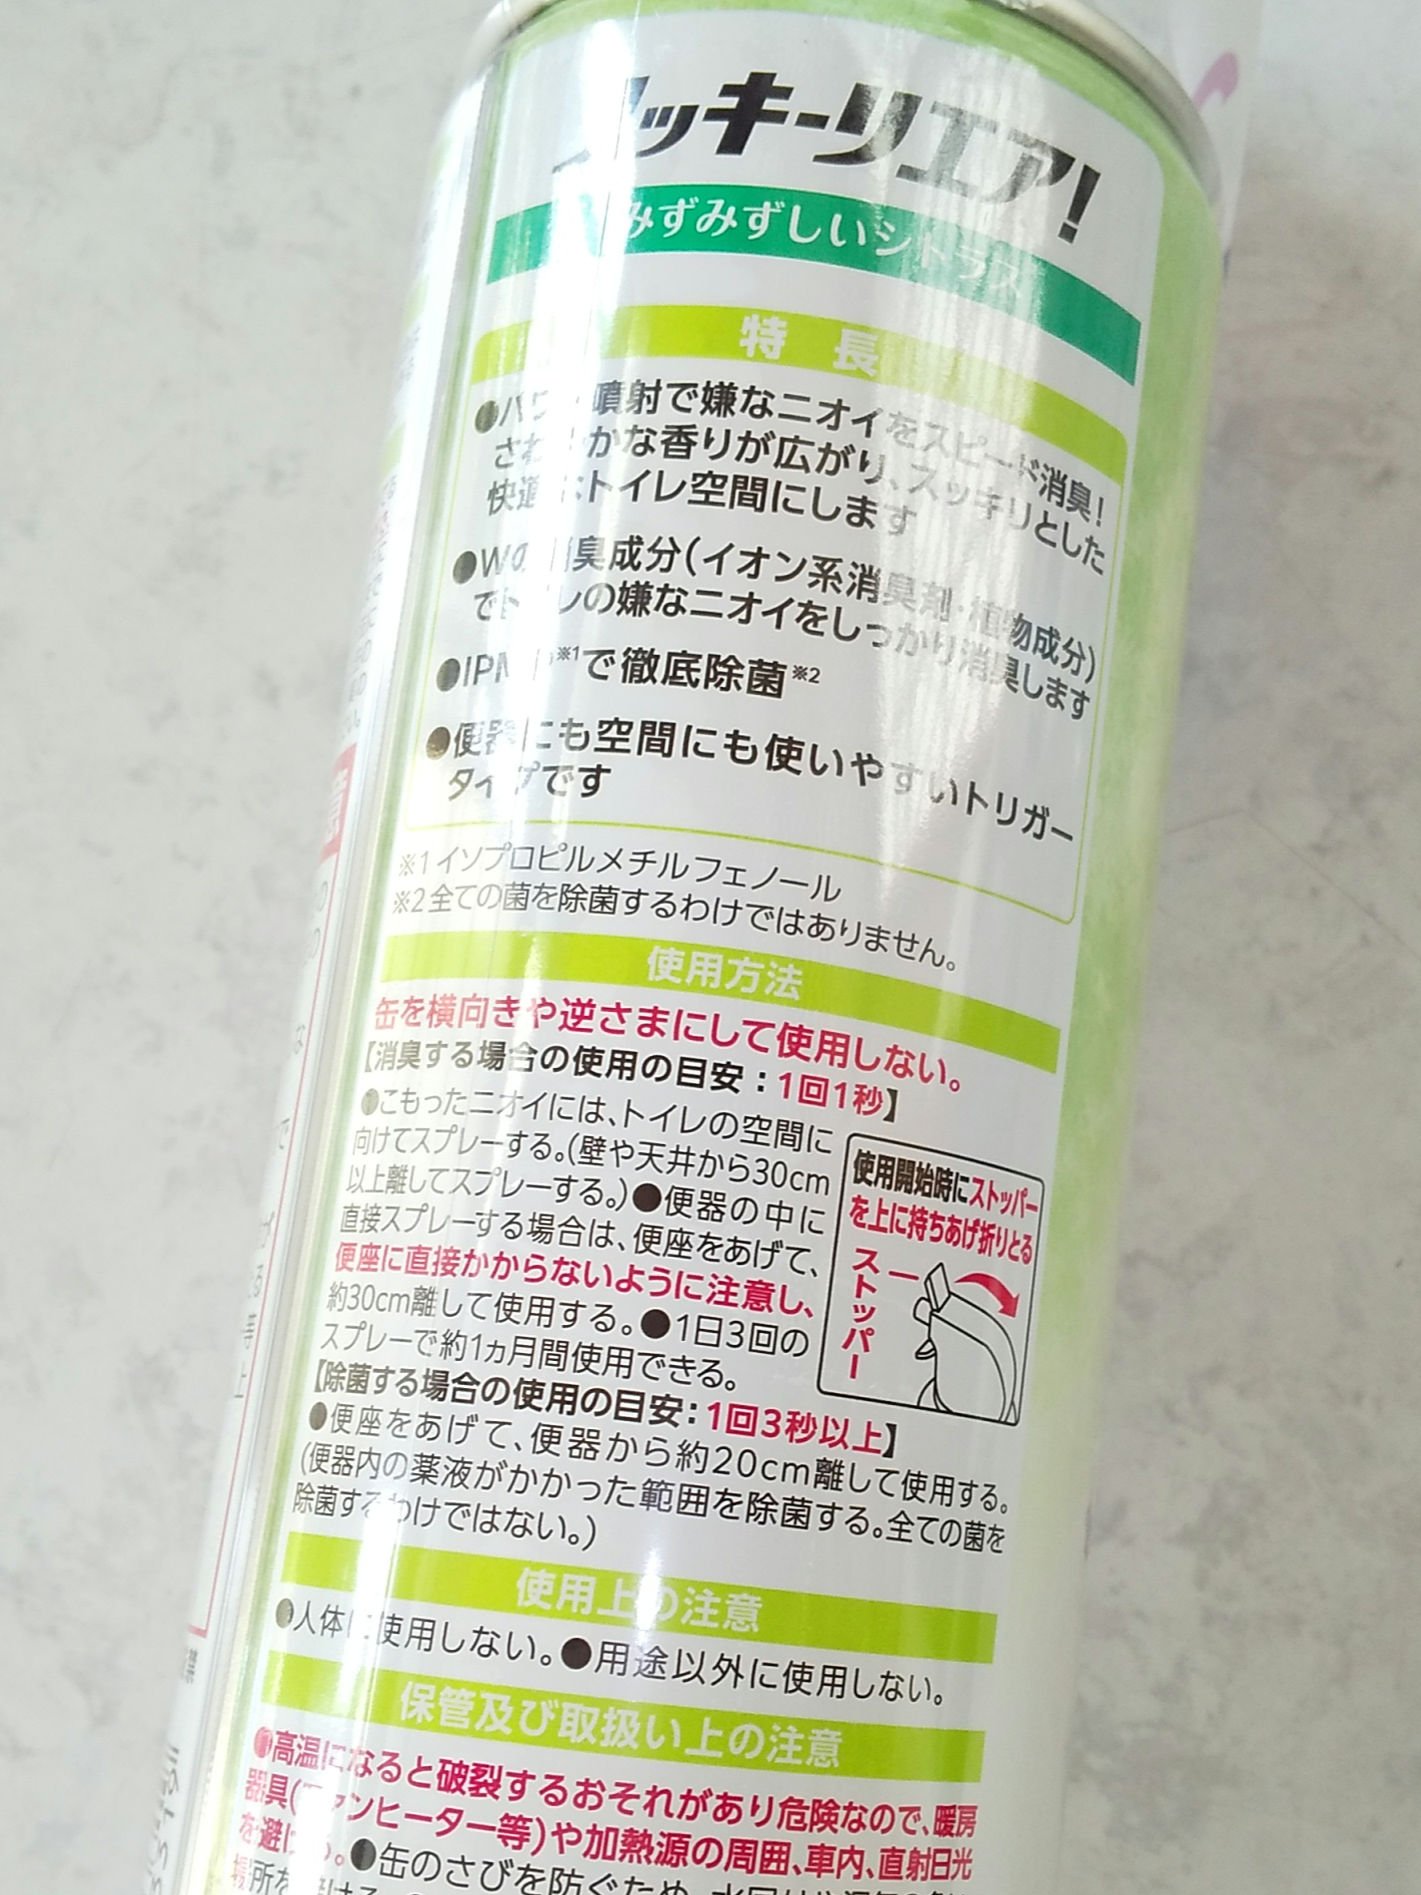 スッキーリエア!
みずみずしいシトラス
特長
●パワー噴射で嫌なニオイをスピード消臭!
さわやかな香りが広がり、スッキリとした
快適なトイレ空間にします
●Wの消臭成分(イオン系消臭剤・植物成分)
でトイレの嫌なニオイをしっかり消臭します
●IPMP※1で徹底除菌※2
●便器にも空間にも使いやすいトリガー
タイプです
※1 イソプロピルメチルフェノール
※2 全ての菌を除菌するわけではありません。
使用方法
缶を横向きや逆さまにして使用しない。
【消臭する場合の使用の目安:1回1秒】
●こもったニオイには、トイレの空間に
向けてスプレーする。(壁や天井から30cm
以上離してスプレーする。)●便器の中に
直接スプレーする場合は、便座をあげて、
便座に直接かからないように注意し、
約30cm離して使用する。●1日3回の
スプレーで約1ヵ月間使用できる。
使用開始時にストッパー
を上に持ちあげ折りとる
ストッパー
【除菌する場合の使用の目安:1回3秒以上】
●便座をあげて、便器から約20cm離して使用する。
(便器内の薬液がかかった範囲を除菌する。全ての菌を
除菌するわけではない。)
使用上の注意
●人体に使用しない。●用途以外に使用しない。
保管及び取扱い上の注意
●高温になると破裂するおそれがあり危険なので、暖房
器具(ファンヒーター等)や加熱源の周囲、車内、直射日光
を避ける。●缶のさびを防ぐため、水回りや湿気の